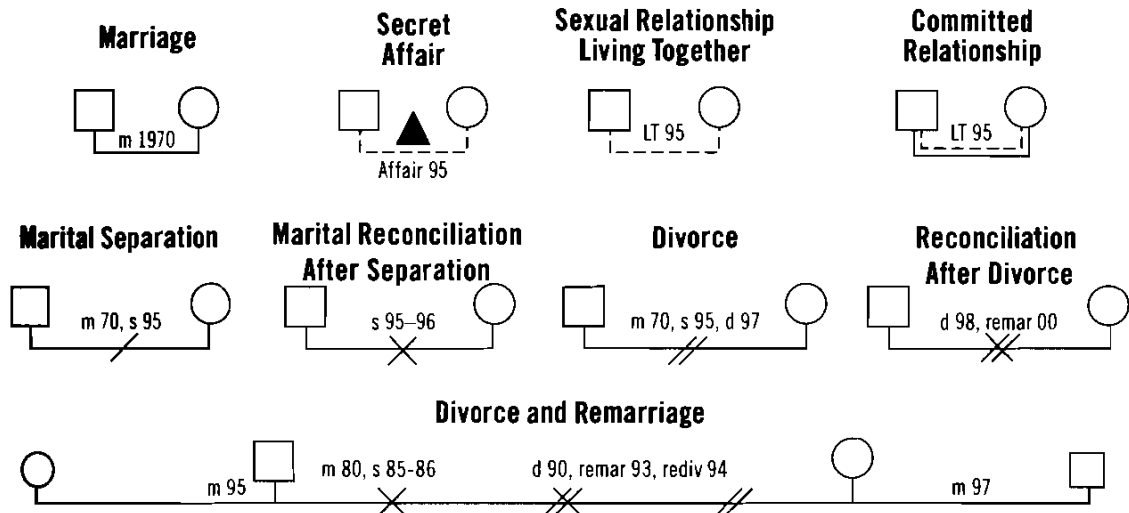 Marriage
Secret
Affair
Sexual Relationship
Living Together
Committed
Relationship
m 1970
Affair 95
LT 95
LT 95
Marital Separation
Marital Reconciliation
After Separation
Divorce
Reconciliation
After Divorce
m 70, s 95
s 95–96
m 70, s 95, d 97
d 98, remar 00
Divorce and Remarriage
m 95
m 80, s 85-86
d 90, remar 93, rediv 94
m 97